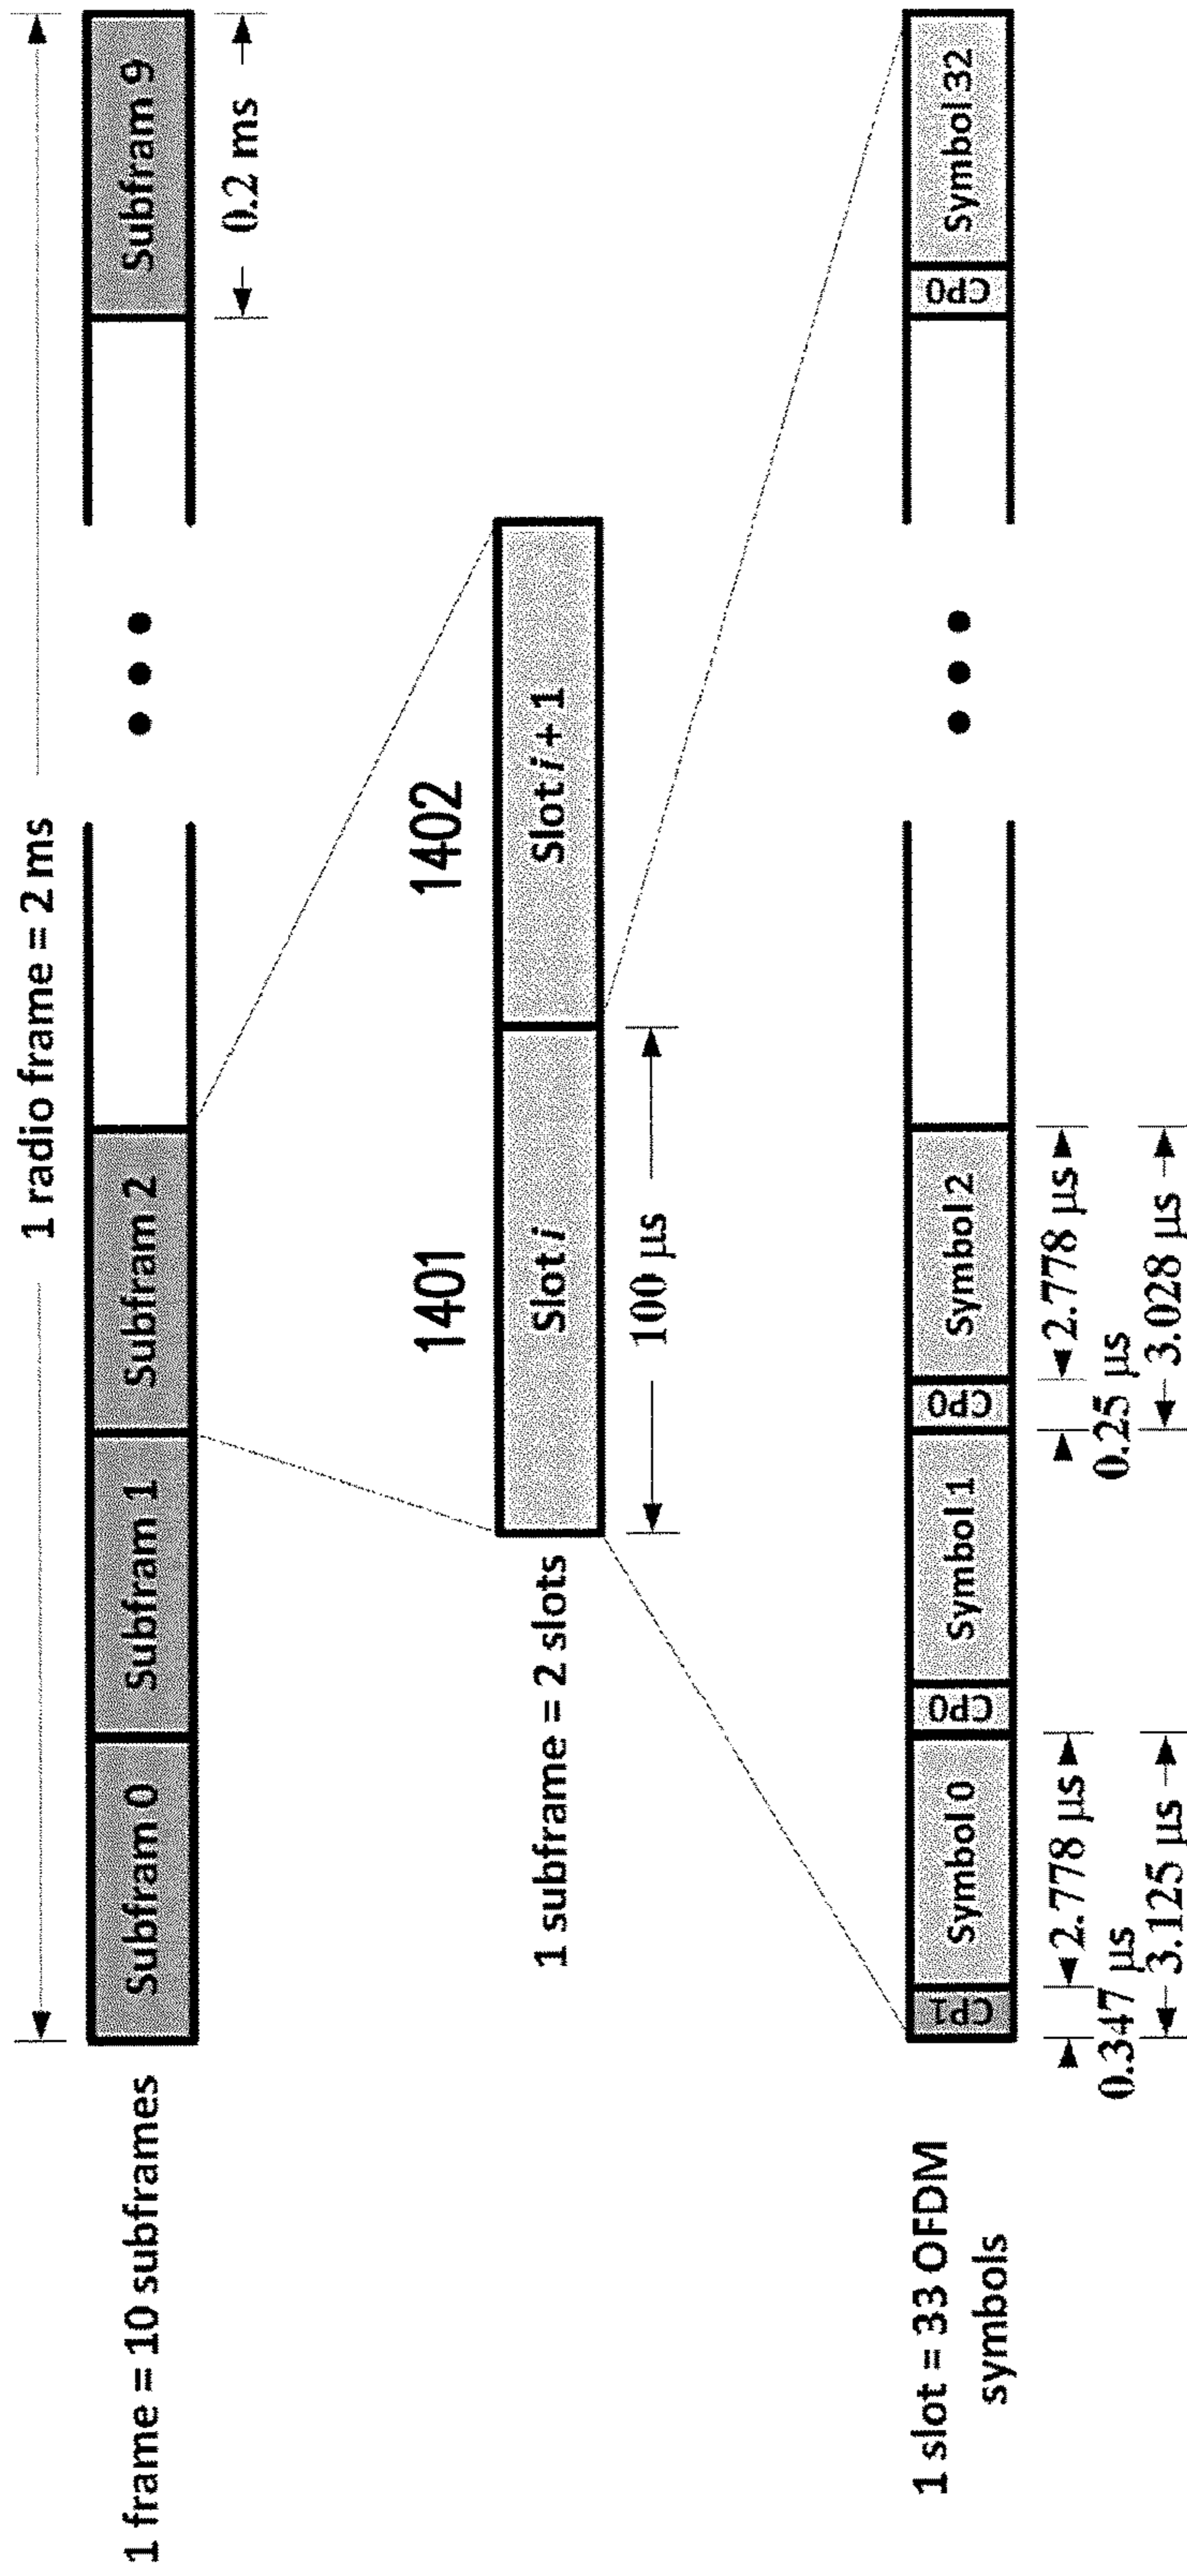 1 radio frame = 2 ms
1 frame = 10 subframes
Subfram 0
Subfram 1
Subfram 2
Subfram 9
0.2 ms
1401
1402
1 subframe = 2 slots
Slot i
Slot i + 1
100 μs
1 slot = 33 OFDM
symbols
CP1
Symbol 0
CP0
Symbol 1
CP0
Symbol 2
CP0
Symbol 32
2.778 μs
2.778 μs
0.347 μs
0.25 μs
3.125 μs
3.028 μs